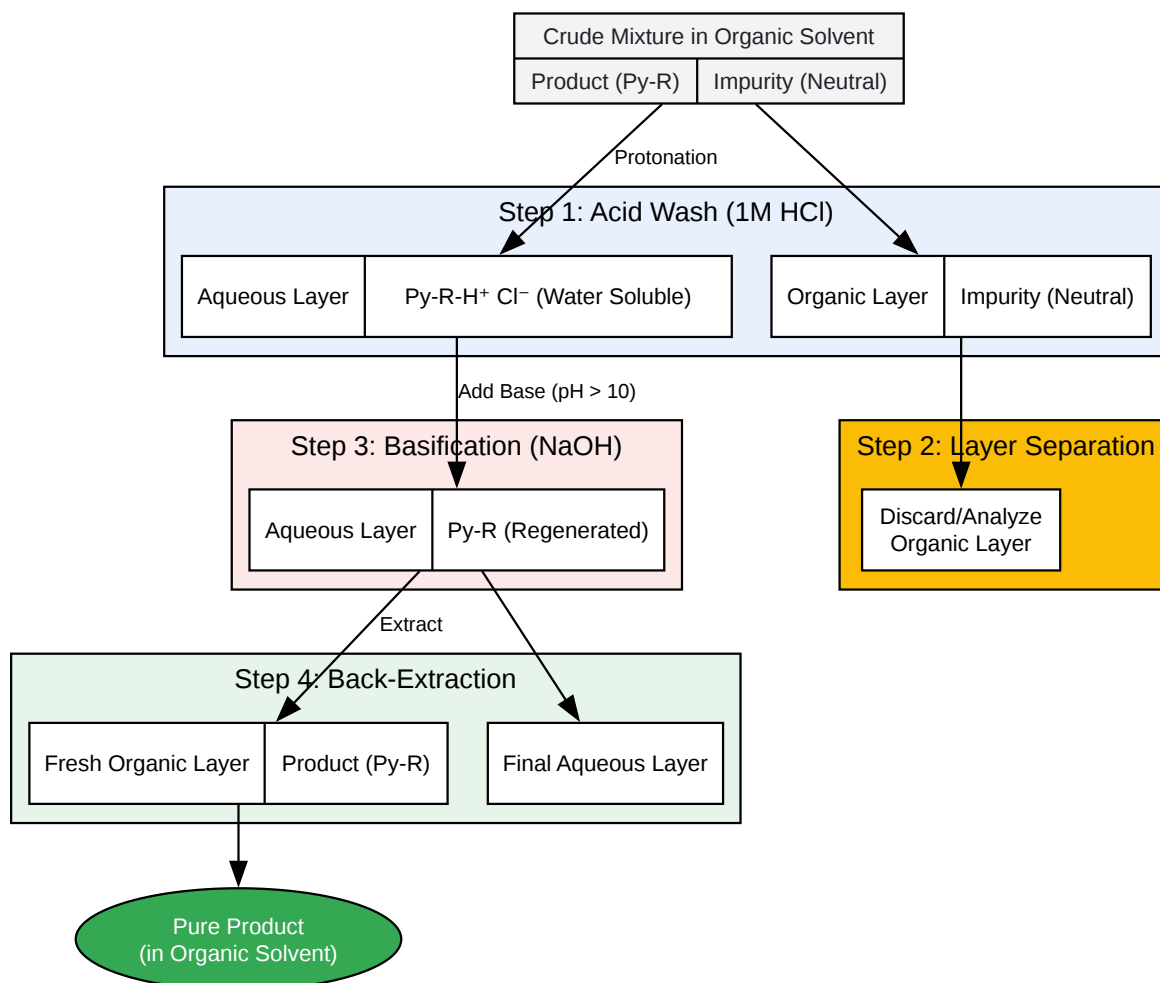 Crude Mixture in Organic Solvent
Product (Py-R)
Impurity (Neutral)
Protonation
Step 1: Acid Wash (1M HCl)
Aqueous Layer
Py-R-H⁺ Cl⁻ (Water Soluble)
Organic Layer
Impurity (Neutral)
Add Base (pH > 10)
Step 3: Basification (NaOH)
Aqueous Layer
Py-R (Regenerated)
Step 2: Layer Separation
Discard/Analyze
Organic Layer
Extract
Step 4: Back-Extraction
Fresh Organic Layer
Product (Py-R)
Final Aqueous Layer
Pure Product
(in Organic Solvent)